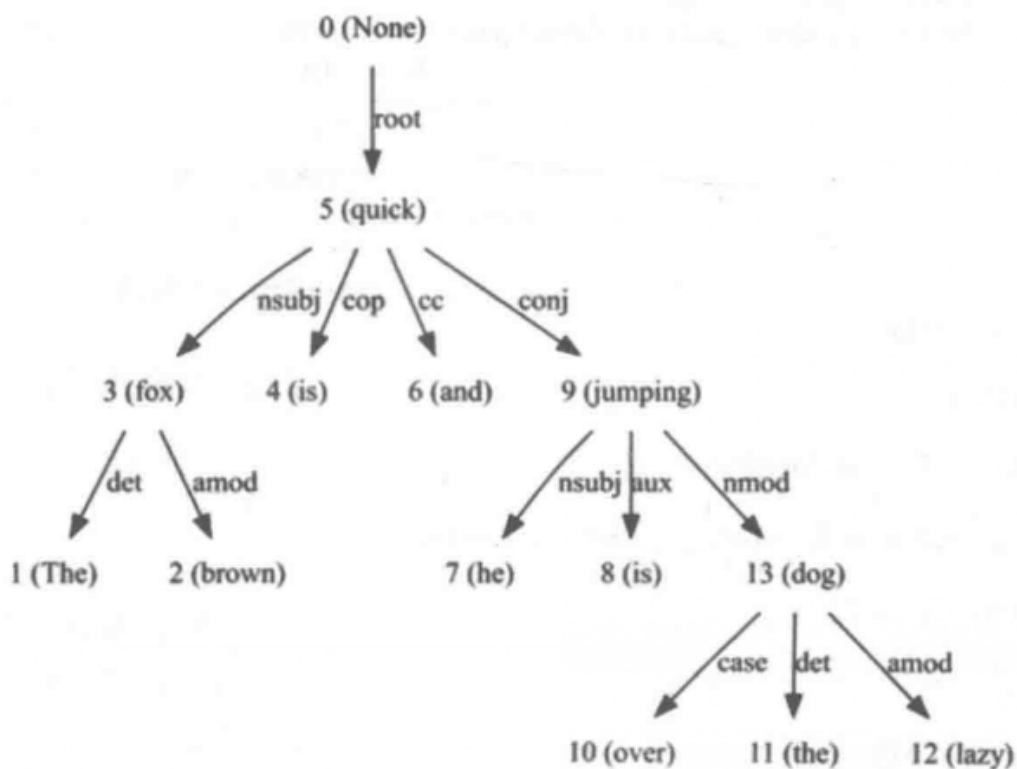 0 (None)
root
5 (quick)
nsubj cop cc conj
3 (fox) 4 (is) 6 (and) 9 (jumping)
det amod nsubj aux nmod
1 (The) 2 (brown) 7 (he) 8 (is) 13 (dog)
case det amod
10 (over) 11 (the) 12 (lazy)